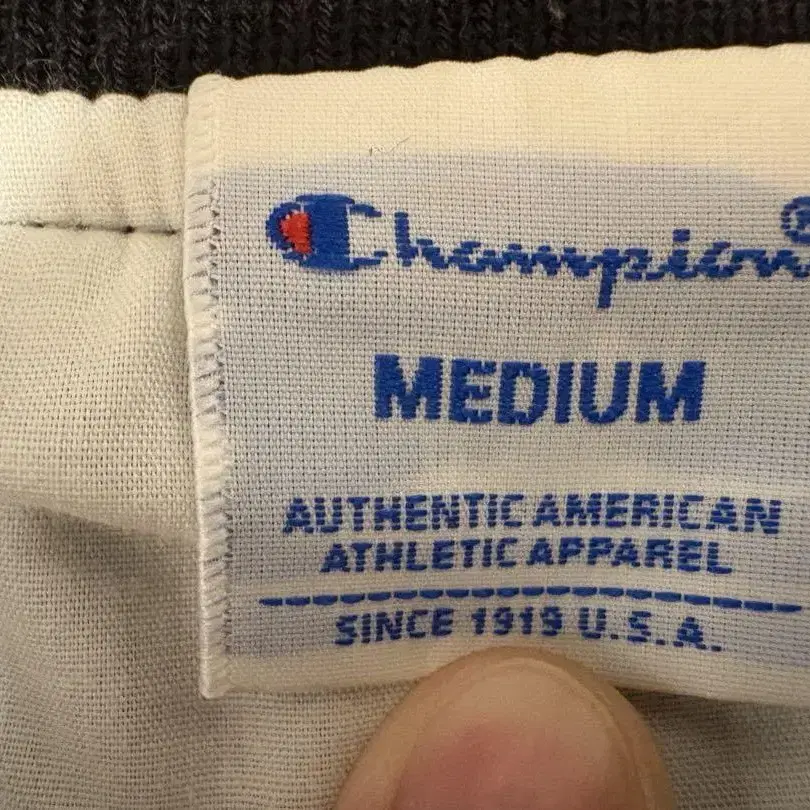 Champion®
MEDIUM
AUTHENTIC AMERICAN
ATHLETIC APPAREL
SINCE 1919 U.S.A.